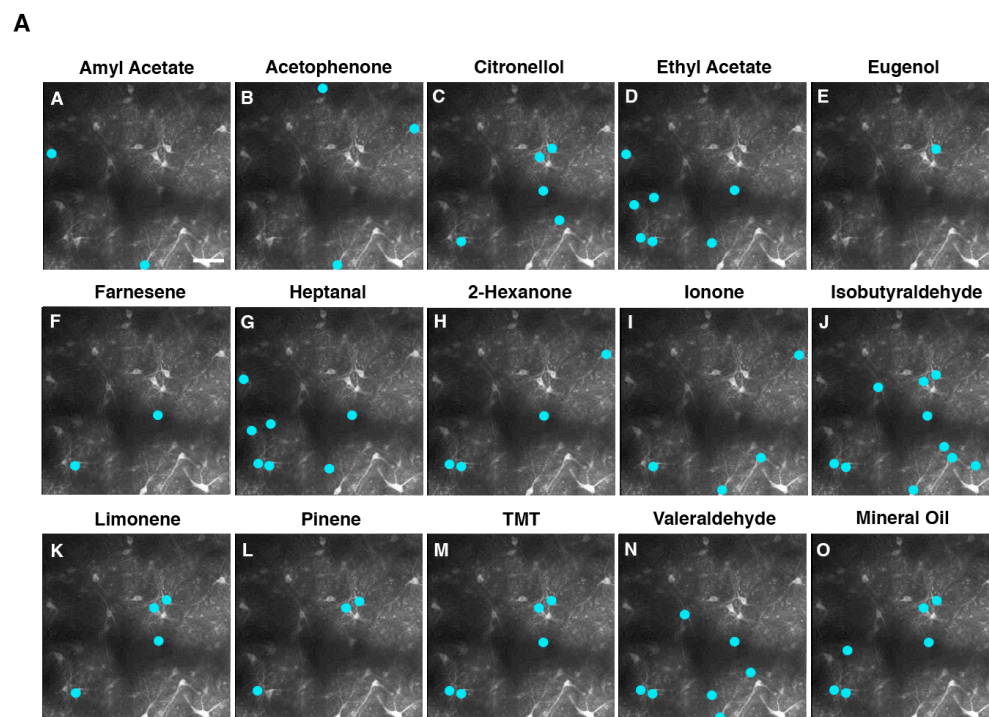 A
Amyl Acetate Acetophenone Citronellol Ethyl Acetate Eugenol
A B C D E
Farnesene Heptanal 2-Hexanone Ionone Isobutyraldehyde
F G H I J
Limonene Pinene TMT Valeraldehyde Mineral Oil
K L M N O